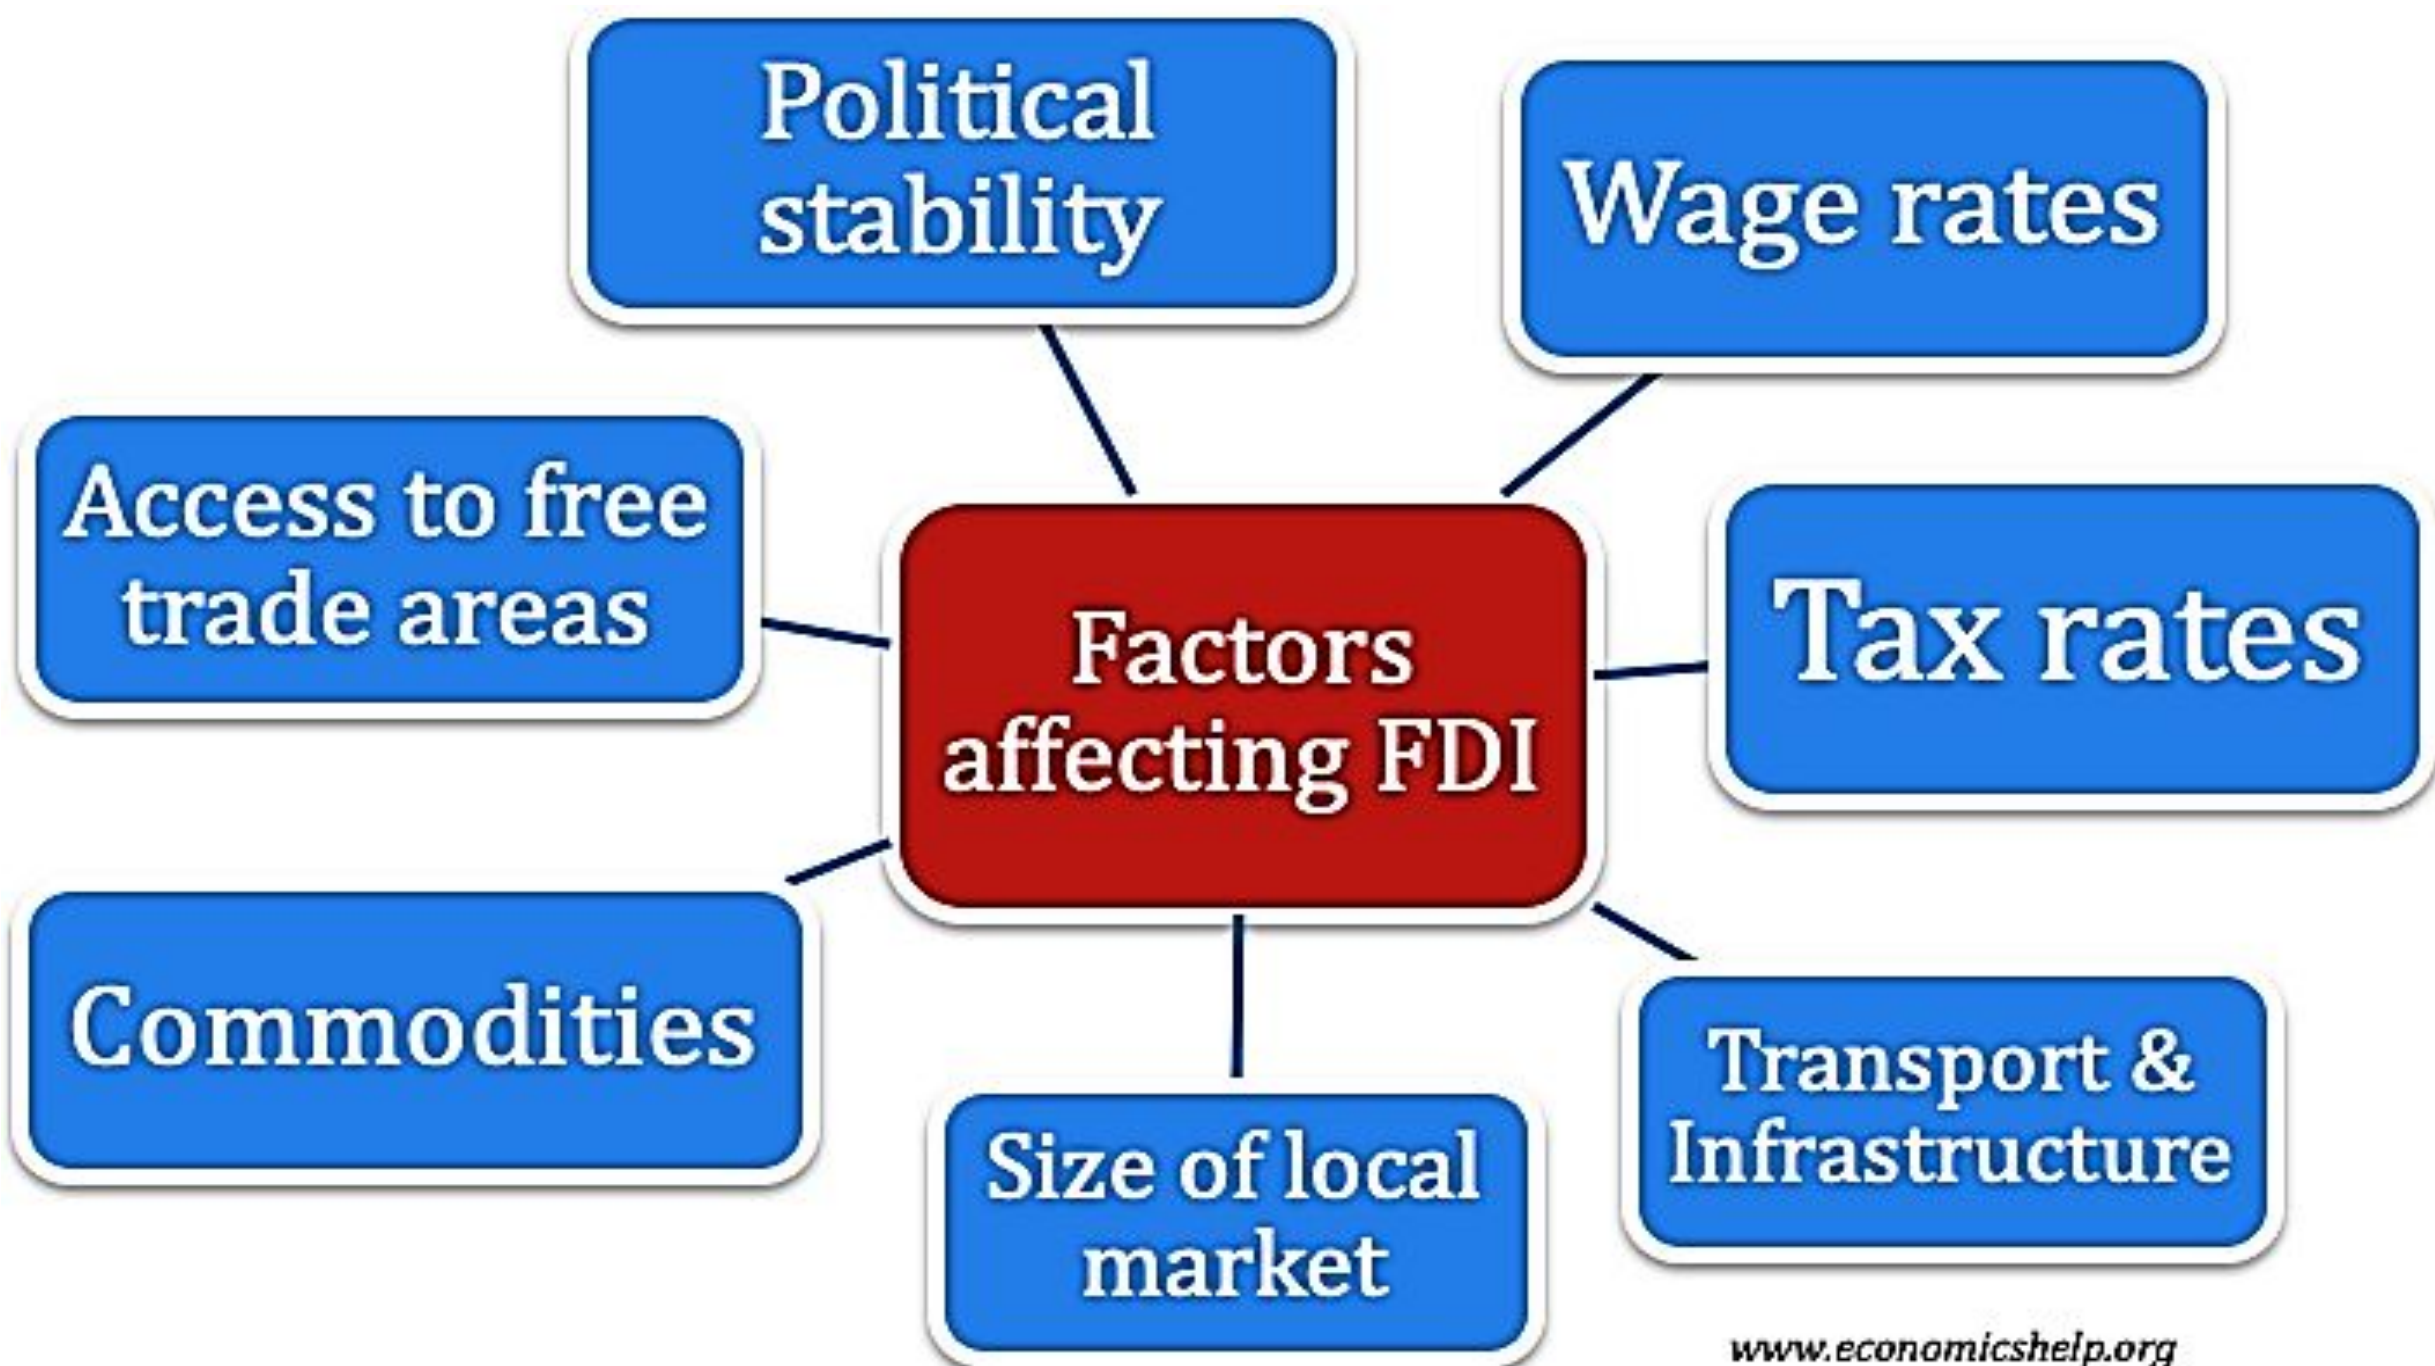 Political
stability
Wage rates
Access to free
trade areas
Tax rates
Factors
affecting FDI
Commodities
Transport &
Infrastructure
Size of local
market
www.economicshelp.org